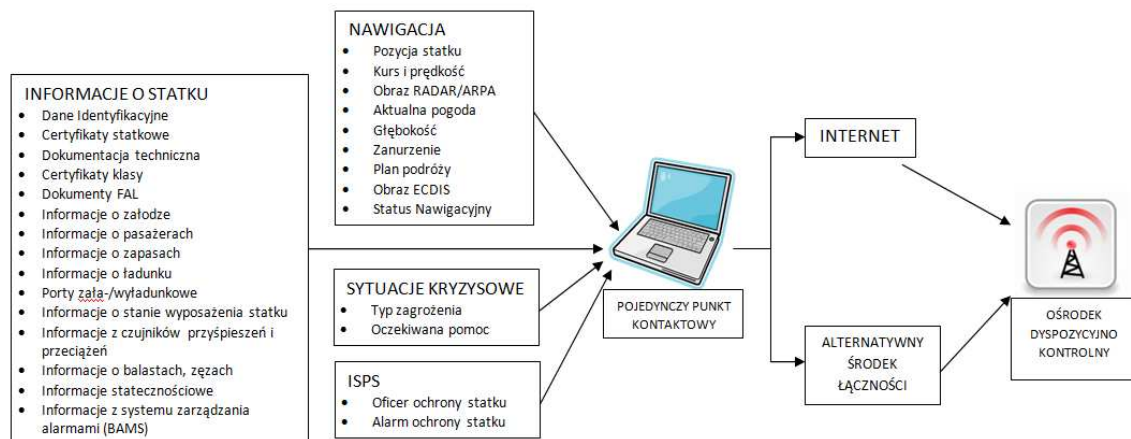 INFORMACJE O STATKU
• Dane Identyfikacyjne
• Certyfikaty statkowe
• Dokumentacja techniczna
• Certyfikaty klasy
• Dokumenty FAL
• Informacje o załodze
• Informacje o pasażerach
• Informacje o zapasach
• Informacje o ładunku
• Porty zała-/wyładunkowe
• Informacje o stanie wyposażenia statku
• Informacje z czujników przyśpieszeń i
przeciążeń
• Informacje o balastach, zęzach
• Informacje statecznościowe
• Informacje z systemu zarządzania
alarmami (BAMS)
NAWIGACJA
• Pozycja statku
• Kurs i prędkość
• Obraz RADAR/ARPA
• Aktualna pogoda
• Głębokość
• Zanurzenie
• Plan podróży
• Obraz ECDIS
• Status Nawigacyjny
SYTUACJE KRYZYSOWE
• Typ zagrożenia
• Oczekiwana pomoc
ISPS
• Oficer ochrony statku
• Alarm ochrony statku
POJEDYNCZY PUNKT
KONTAKTOWY
INTERNET
ALTERNATYWNY
ŚRODEK
ŁĄCZNOŚCI
OŚRODEK
DYSPOZYCYJNO
KONTROLNY